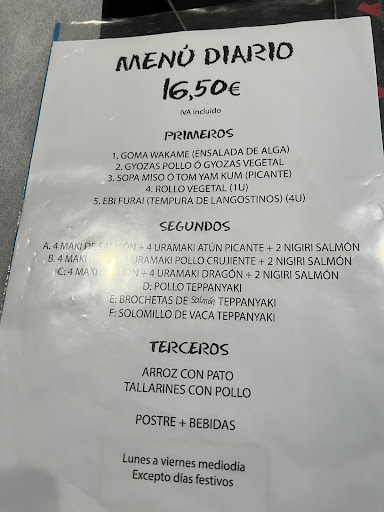 MENÚ DIARIO
16,50€
IVA incluido
PRIMEROS
1. GOMA WAKAME (ENSALADA DE ALGA)
2. GYOZAS POLLO Ó GYOZAS VEGETAL
3. SOPA MISO Ó TOM YAM KUM (PICANTE)
4. ROLLO VEGETAL (1U)
5. EBI FURAI (TEMPURA DE LANGOSTINOS) (4U)
SEGUNDOS
A. 4 MAKI DE SALMÓN + 4 URAMAKI ATÚN PICANTE + 2 NIGIRI SALMÓN
B. 4 MAKI URAMAKI POLLO CRUJIENTE + 2 NIGIRI SALMÓN
C: 4 MAKI + 4 URAMAKI DRAGÓN + 2 NIGIRI SALMÓN
D: POLLO TEPPANYAKI
E: BROCHETAS DE Salmón TEPPANYAKI
F: SOLOMILLO DE VACA TEPPANYAKI
TERCEROS
ARROZ CON PATO
TALLARINES CON POLLO
POSTRE + BEBIDAS
Lunes a viernes mediodía
Excepto días festivos